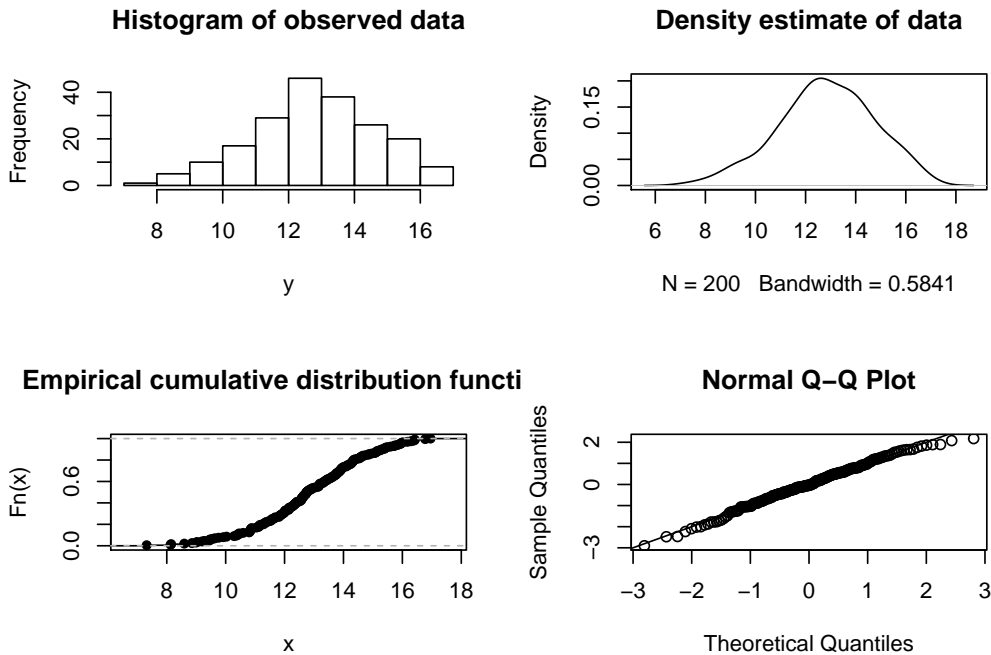 Histogram of observed data
Frequency
0
20
40
8 10 12 14 16
y
Density estimate of data
Density
0.00
0.15
6 8 10 12 14 16 18
N = 200 Bandwidth = 0.5841
Empirical cumulative distribution functi
Fn(x)
0.0
0.6
8 10 12 14 16 18
x
Normal Q−Q Plot
Sample Quantiles
−3
0
2
−3 −2 −1 0 1 2 3
Theoretical Quantiles